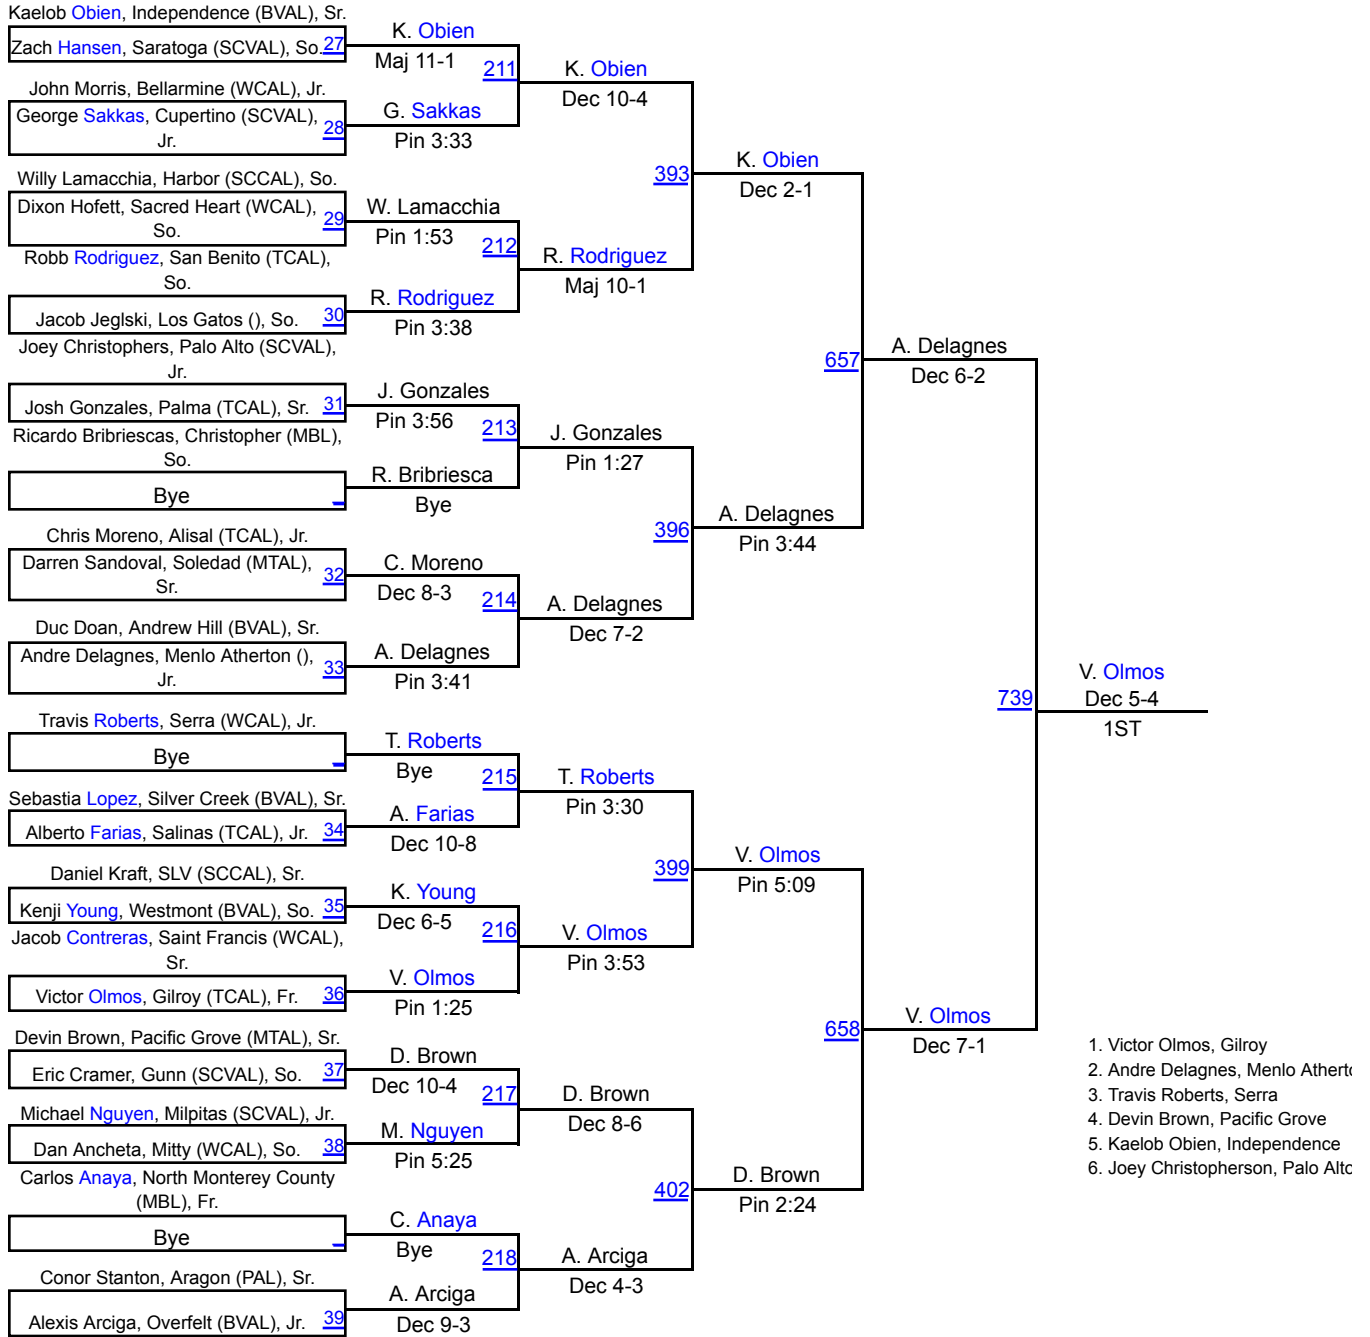 Kaelob Obien, Independence (BVAL), Sr.
Zach Hansen, Saratoga (SCVAL), So. 27
K. Obien
Maj 11-1
211
K. Obien
Dec 10-4
John Morris, Bellarmine (WCAL), Jr.
George Sakkas, Cupertino (SCVAL),
Jr.
28
G. Sakkas
Pin 3:33
393
K. Obien
Dec 2-1
Willy Lamacchia, Harbor (SCCAL), So.
Dixon Hofett, Sacred Heart (WCAL),
So.
29
W. Lamacchia
Pin 1:53
212
R. Rodriguez
Maj 10-1
Robb Rodriguez, San Benito (TCAL),
So.
Jacob Jeglski, Los Gatos (), So. 30
R. Rodriguez
Pin 3:38
657
A. Delagnes
Dec 6-2
Joey Christophers, Palo Alto (SCVAL),
Jr.
Josh Gonzales, Palma (TCAL), Sr. 31
J. Gonzales
Pin 3:56
213
J. Gonzales
Pin 1:27
Ricardo Bribriescas, Christopher (MBL),
So.
Bye
R. Bribriesca
Bye
396
A. Delagnes
Pin 3:44
Chris Moreno, Alisal (TCAL), Jr.
Darren Sandoval, Soledad (MTAL),
Sr.
32
C. Moreno
Dec 8-3
214
A. Delagnes
Dec 7-2
Duc Doan, Andrew Hill (BVAL), Sr.
Andre Delagnes, Menlo Atherton (),
Jr.
33
A. Delagnes
Pin 3:41
739
V. Olmos
Dec 5-4
1ST
Travis Roberts, Serra (WCAL), Jr.
Bye
T. Roberts
Bye
215
T. Roberts
Pin 3:30
Sebastia Lopez, Silver Creek (BVAL), Sr.
Alberto Farias, Salinas (TCAL), Jr. 34
A. Farias
Dec 10-8
399
V. Olmos
Pin 5:09
Daniel Kraft, SLV (SCCAL), Sr.
Kenji Young, Westmont (BVAL), So. 35
K. Young
Dec 6-5
216
V. Olmos
Pin 3:53
Jacob Contreras, Saint Francis (WCAL),
Sr.
Victor Olmos, Gilroy (TCAL), Fr. 36
V. Olmos
Pin 1:25
658
V. Olmos
Dec 7-1
Devin Brown, Pacific Grove (MTAL), Sr.
Eric Cramer, Gunn (SCVAL), So. 37
D. Brown
Dec 10-4
217
D. Brown
Dec 8-6
Michael Nguyen, Milpitas (SCVAL), Jr.
Dan Ancheta, Mitty (WCAL), So. 38
M. Nguyen
Pin 5:25
402
D. Brown
Pin 2:24
Carlos Anaya, North Monterey County
(MBL), Fr.
Bye
C. Anaya
Bye
218
A. Arciga
Dec 4-3
Conor Stanton, Aragon (PAL), Sr.
Alexis Arciga, Overfelt (BVAL), Jr. 39
A. Arciga
Dec 9-3
1. Victor Olmos, Gilroy
2. Andre Delagnes, Menlo Atherto
3. Travis Roberts, Serra
4. Devin Brown, Pacific Grove
5. Kaelob Obien, Independence
6. Joey Christopherson, Palo Alto